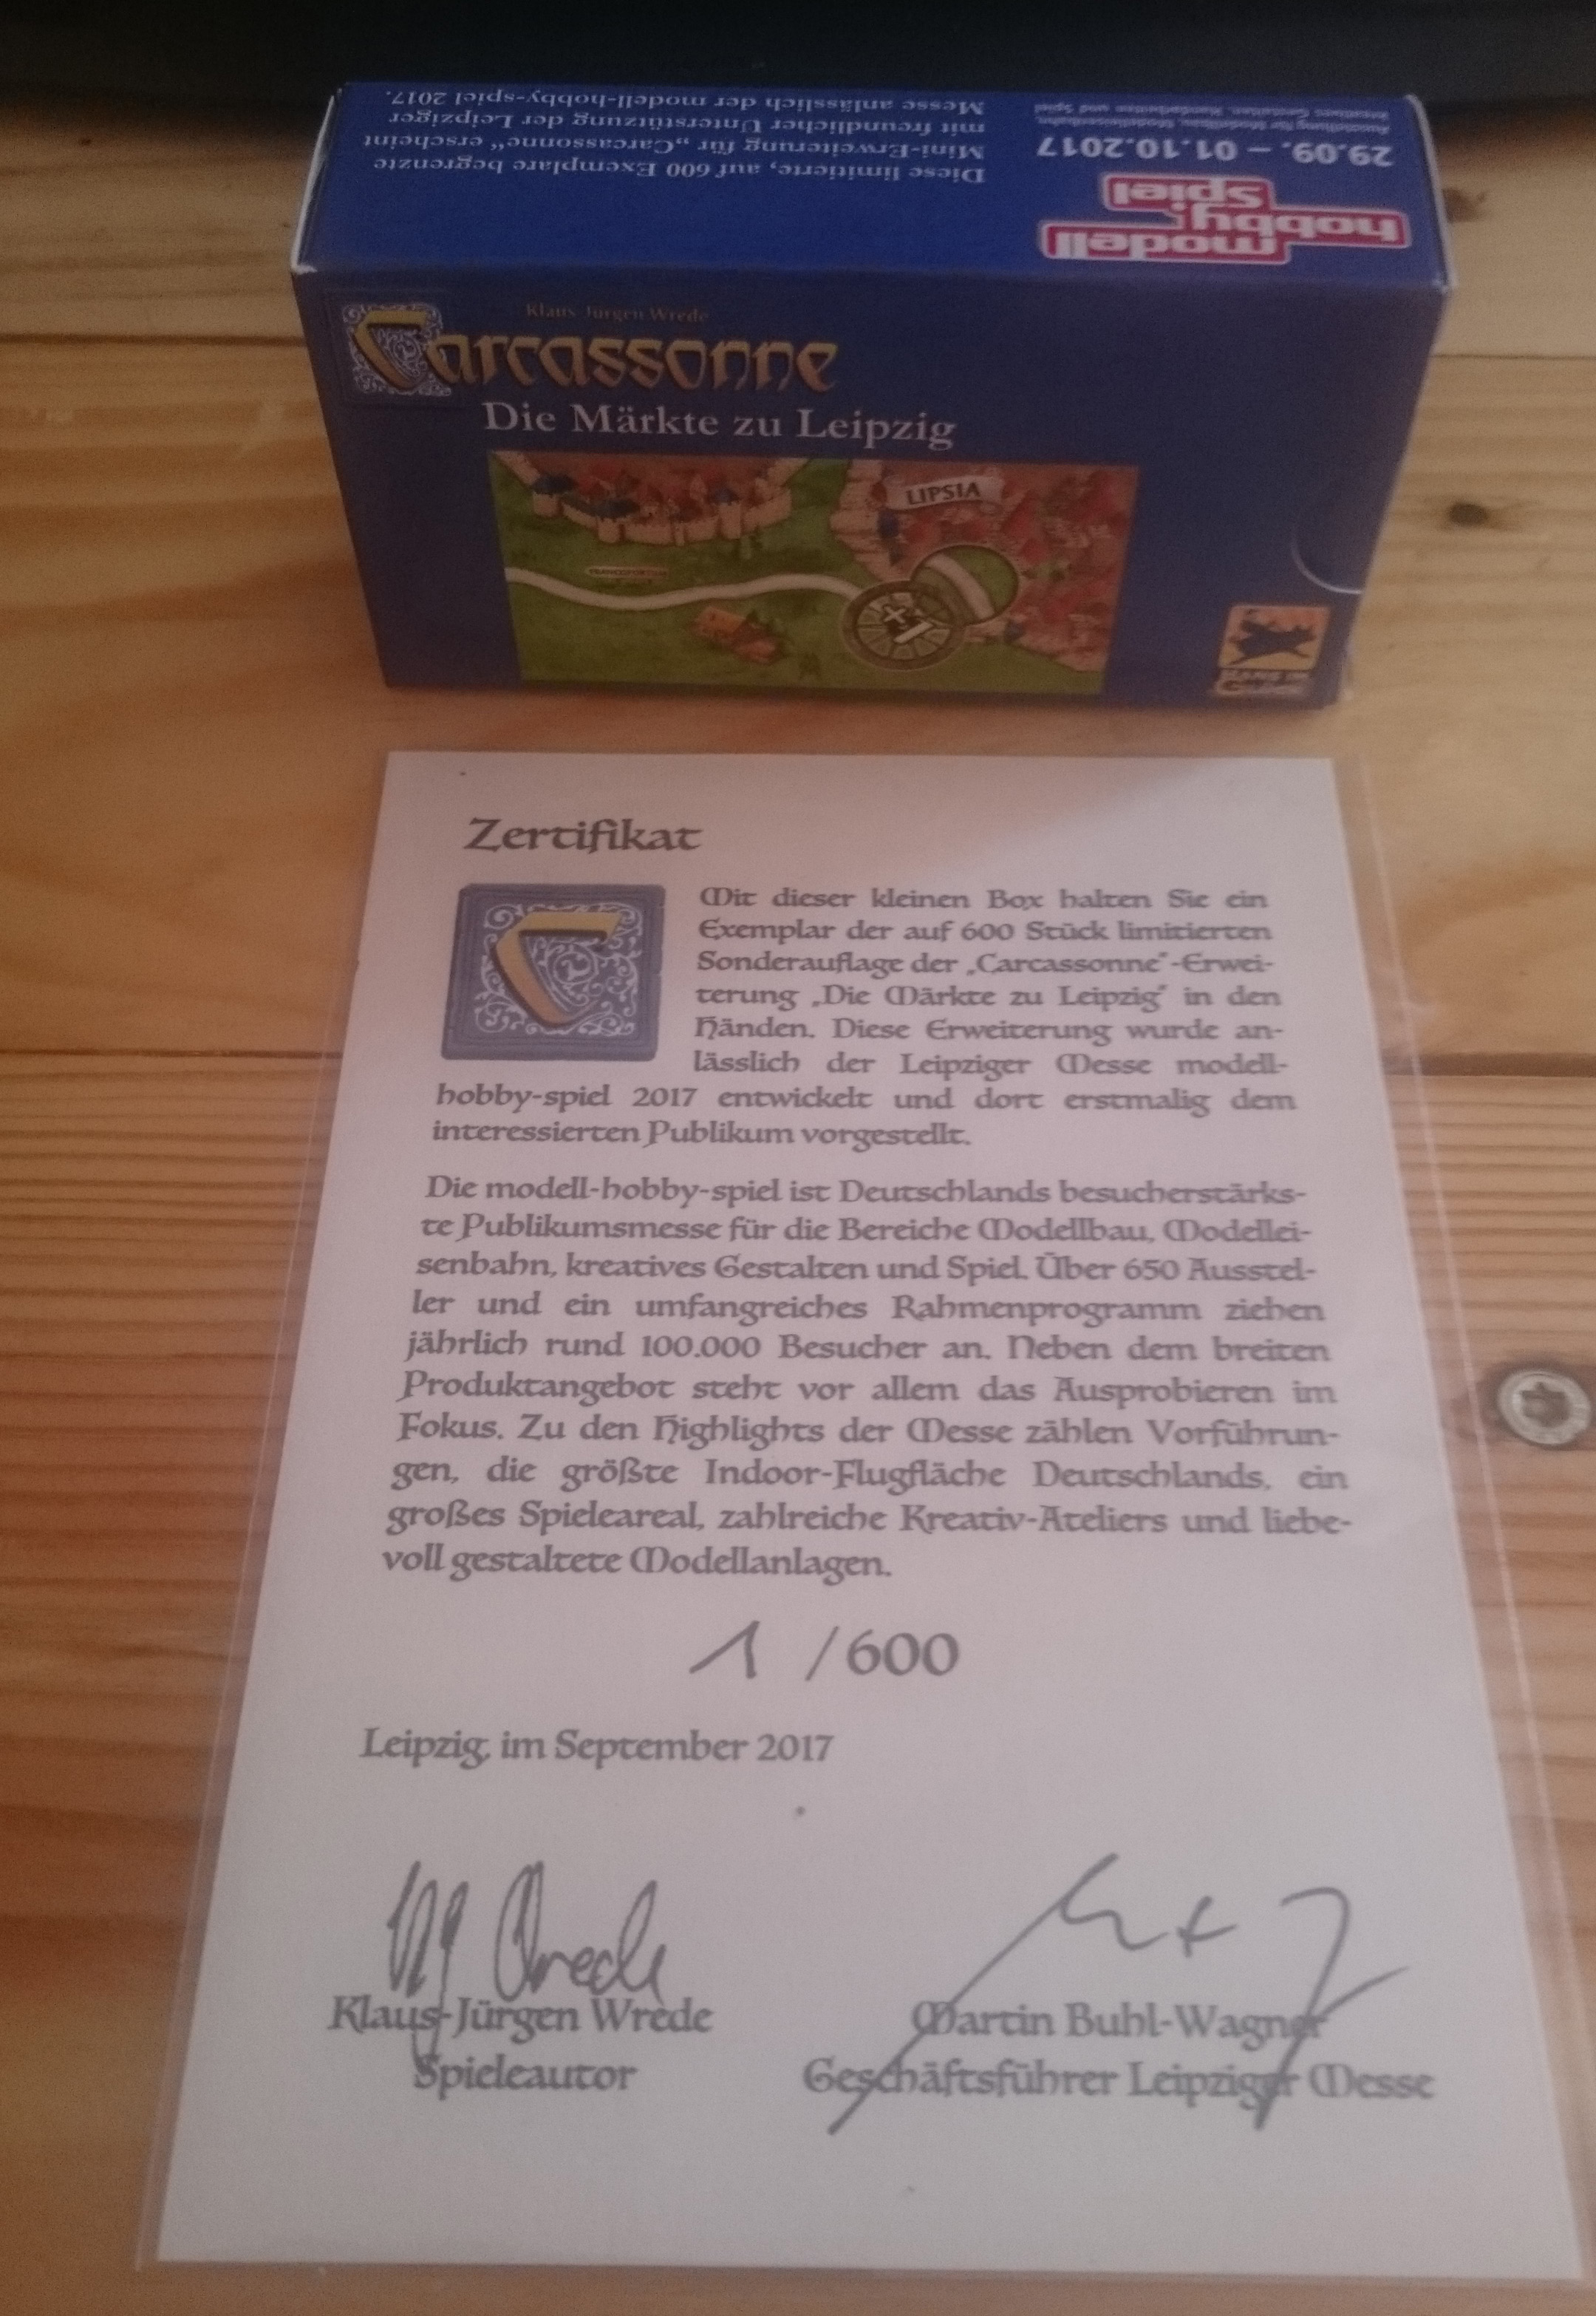 Diese limitierte, auf 600 Exemplare begrenzte
Mini-Erweiterung für „Carcassonne“ erscheint
mit freundlicher Unterstützung der Leipziger
Messe anlässlich der modell-hobby-spiel 2017.
modell
hobby
Spiel
29.09. – 01.10.2017
Klaus-Jürgen Wrede
Carcassonne
Die Märkte zu Leipzig
LIPSIA
+1
Hans im
Glück
Zertifikat
C
Mit dieser kleinen Box halten Sie ein
Exemplar der auf 600 Stück limitierten
Sonderauflage der „Carcassonne“-Erwei-
terung „Die Märkte zu Leipzig“ in den
Händen. Diese Erweiterung wurde an-
lässlich der Leipziger Messe modell-
hobby-spiel 2017 entwickelt und dort erstmalig dem
interessierten Publikum vorgestellt.
Die modell-hobby-spiel ist Deutschlands besucherstärks-
te Publikumsmesse für die Bereiche Modellbau, Modellei-
senbahn, kreatives Gestalten und Spiel. Über 650 Ausstel-
ler und ein umfangreiches Rahmenprogramm ziehen
jährlich rund 100.000 Besucher an. Neben dem breiten
Produktangebot steht vor allem das Ausprobieren im
Fokus. Zu den Highlights der Messe zählen Vorführun-
gen, die größte Indoor-Flugfläche Deutschlands, ein
großes Spieleareal, zahlreiche Kreativ-Ateliers und liebe-
voll gestaltete Modellanlagen.
1 /600
Leipzig, im September 2017
KJ Wrede
Klaus-Jürgen Wrede
Spieleautor
Martin Buhl-Wagner
Geschäftsführer Leipziger Messe